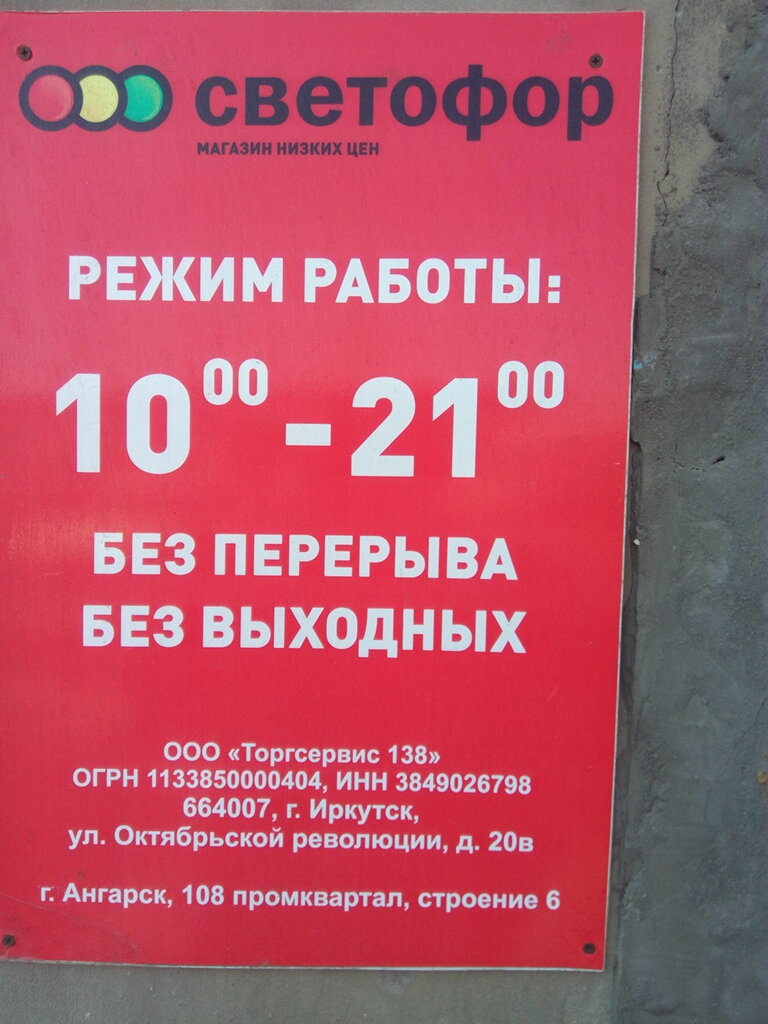 светофор
МАГАЗИН НИЗКИХ ЦЕН
РЕЖИМ РАБОТЫ:
10⁰⁰ - 21⁰⁰
БЕЗ ПЕРЕРЫВА
БЕЗ ВЫХОДНЫХ
ООО «Торгсервис 138»
ОГРН 1133850000404, ИНН 3849026798
664007, г. Иркутск,
ул. Октябрьской революции, д. 20в
г. Ангарск, 108 промквартал, строение 6